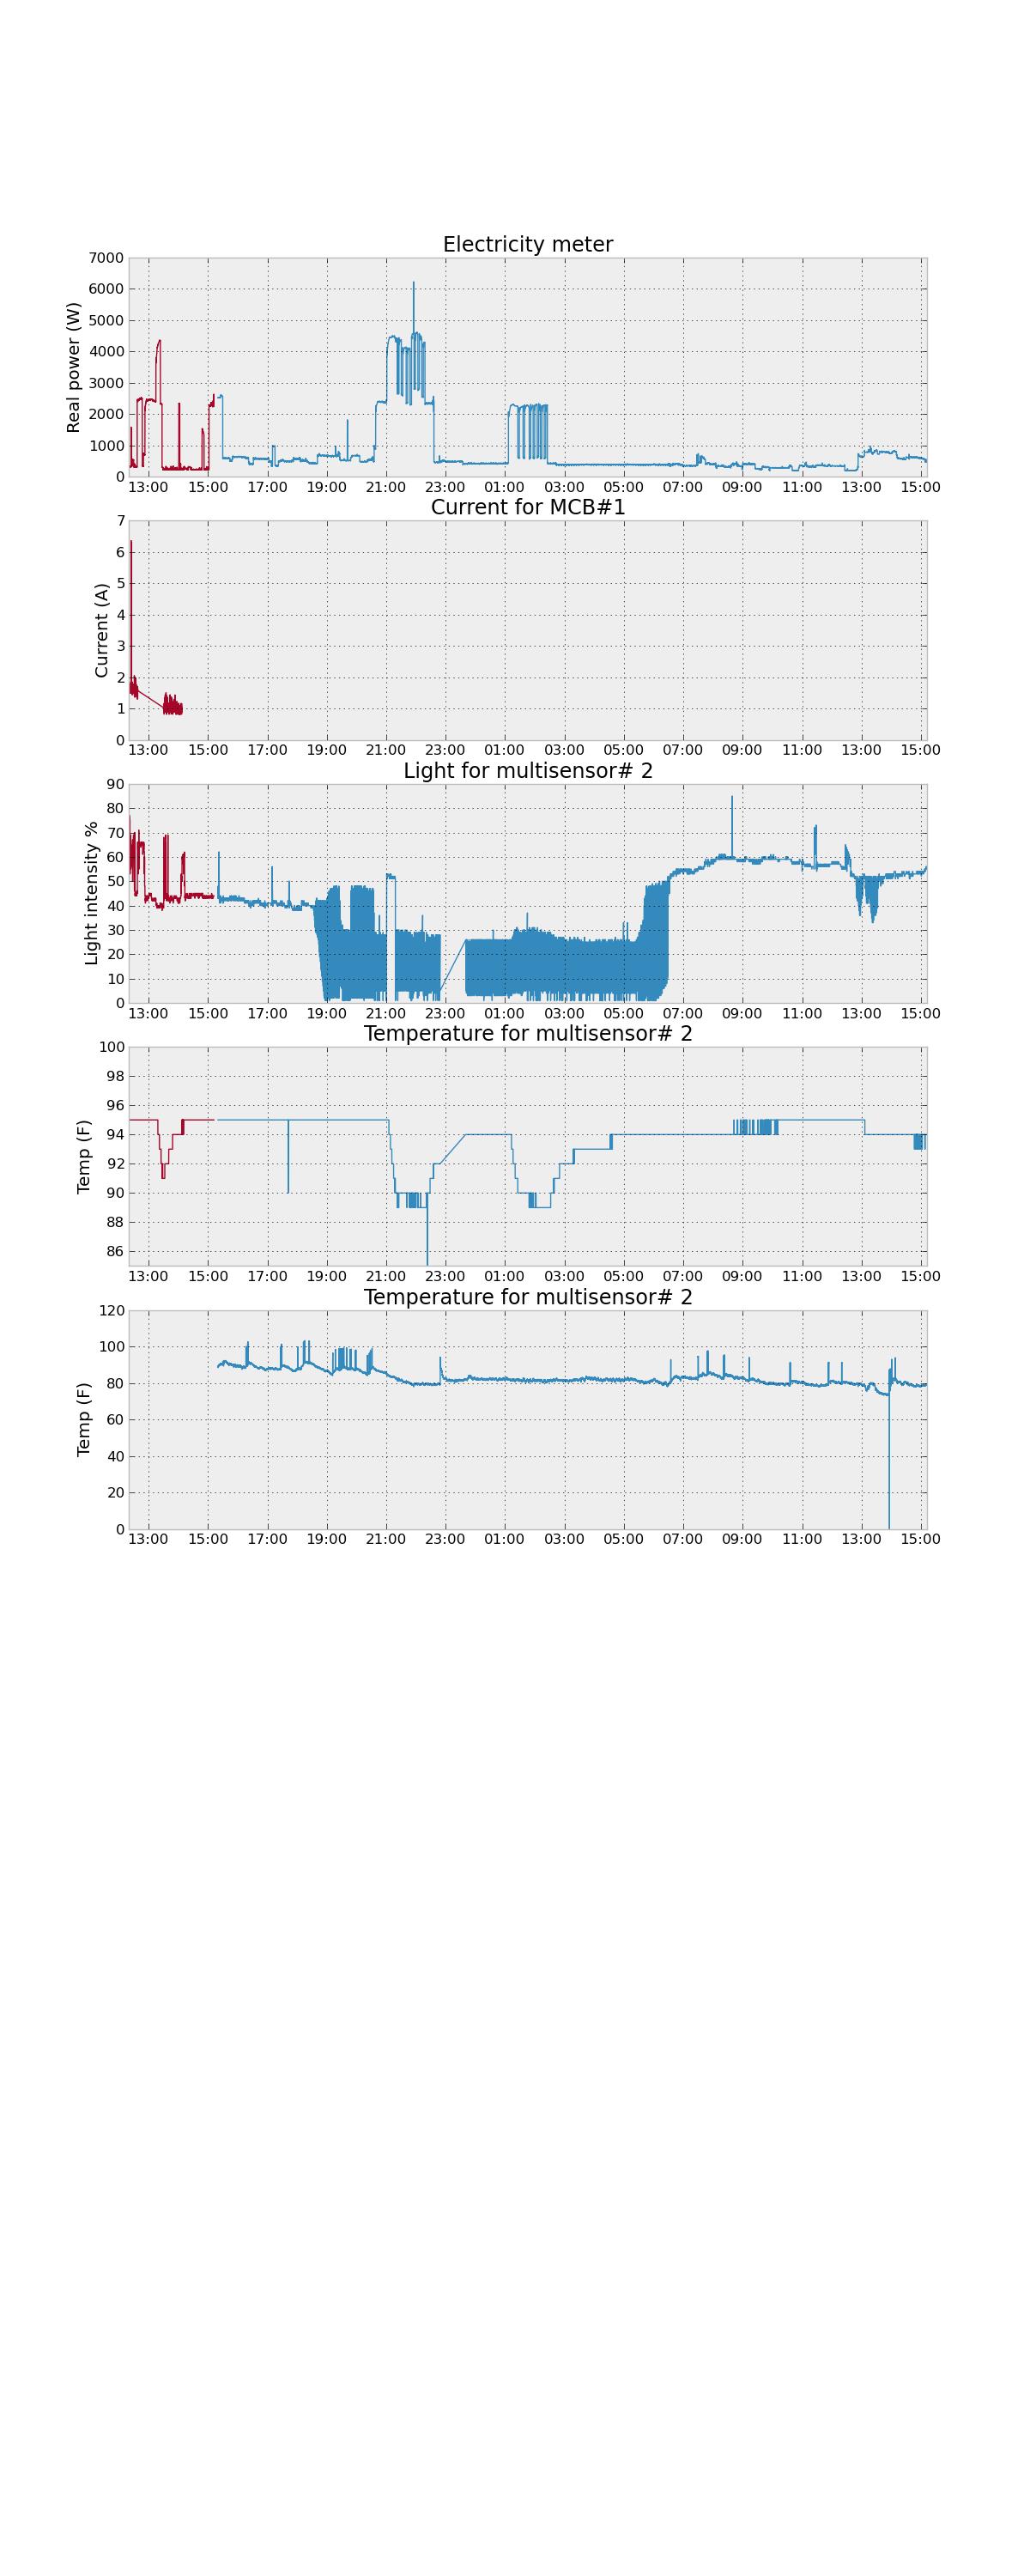 Electricity meter
Real power (W)
7000
6000
5000
4000
3000
2000
1000
0
13:00 15:00 17:00 19:00 21:00 23:00 01:00 03:00 05:00 07:00 09:00 11:00 13:00 15:00
Current for MCB#1
Current (A)
7
6
5
4
3
2
1
0
13:00 15:00 17:00 19:00 21:00 23:00 01:00 03:00 05:00 07:00 09:00 11:00 13:00 15:00
Light for multisensor# 2
Light intensity %
90
80
70
60
50
40
30
20
10
0
13:00 15:00 17:00 19:00 21:00 23:00 01:00 03:00 05:00 07:00 09:00 11:00 13:00 15:00
Temperature for multisensor# 2
Temp (F)
100
98
96
94
92
90
88
86
13:00 15:00 17:00 19:00 21:00 23:00 01:00 03:00 05:00 07:00 09:00 11:00 13:00 15:00
Temperature for multisensor# 2
Temp (F)
120
100
80
60
40
20
0
13:00 15:00 17:00 19:00 21:00 23:00 01:00 03:00 05:00 07:00 09:00 11:00 13:00 15:00